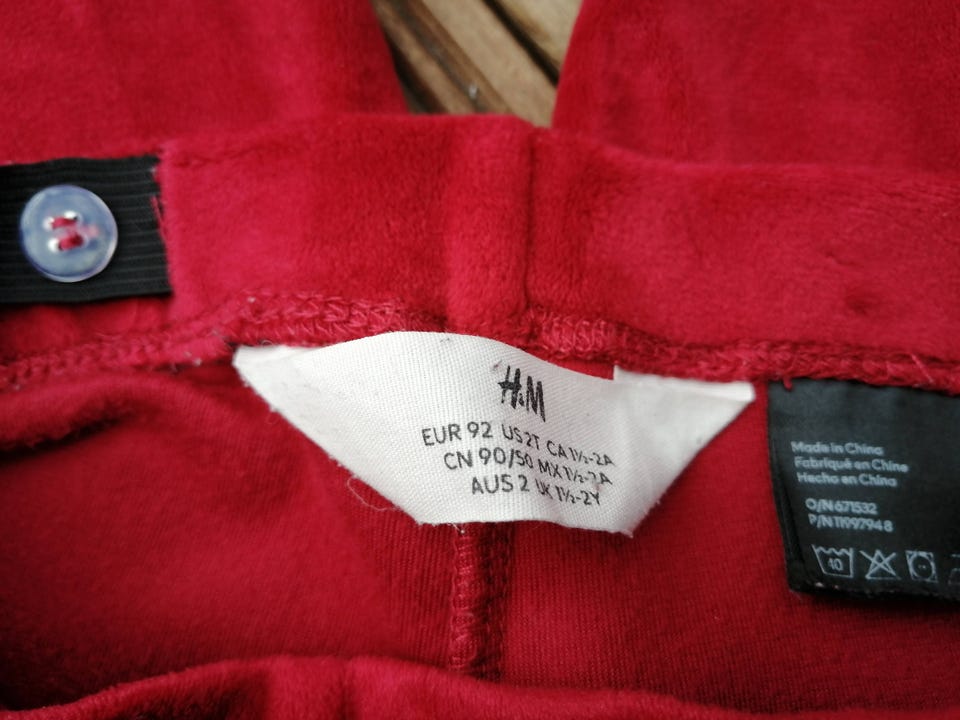 H&M
EUR 92 US 2T CA 1½-2A
CN 90/50 MX 1½-2A
AUS 2 UK 1½-2Y
Made in China
Fabriqué en Chine
Hecho en China
O/N 671532
P/N 11997948
40